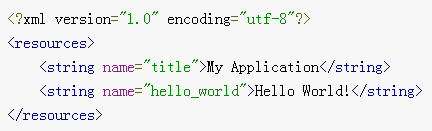 <?xml version="1.0" encoding="utf-8"?>
<resources>
    <string name="title">My Application</string>
    <string name="hello_world">Hello World!</string>
</resources>